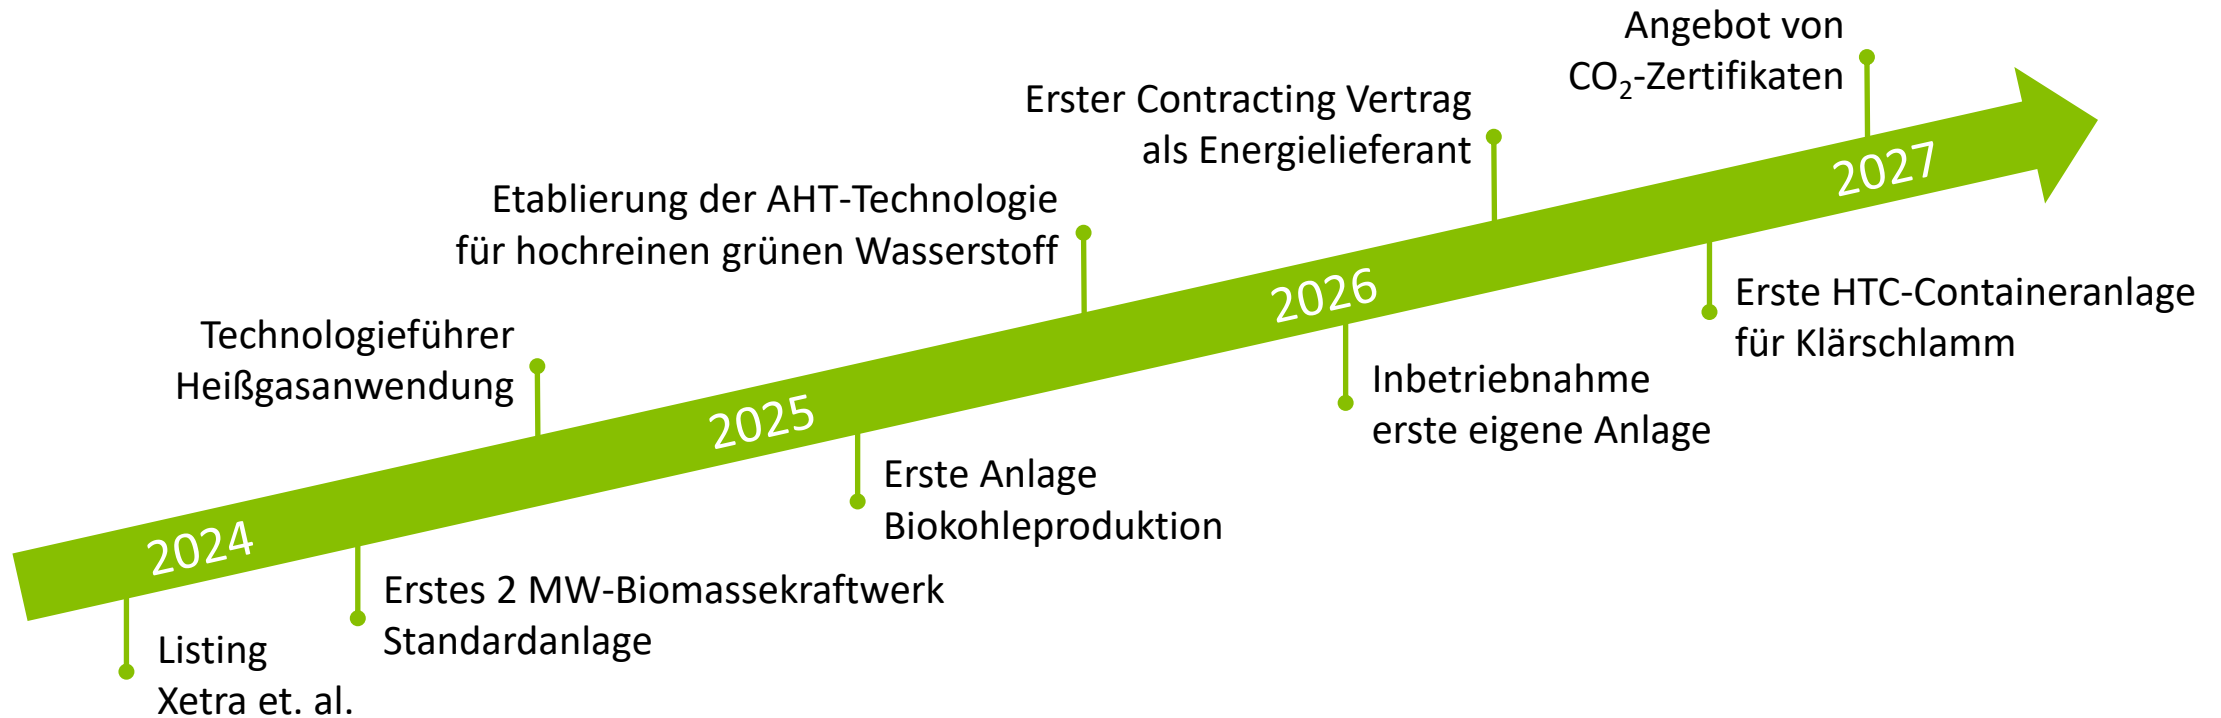 Angebot von
CO₂-Zertifikaten
Erster Contracting Vertrag
als Energielieferant
2027
Etablierung der AHT-Technologie
für hochreinen grünen Wasserstoff
2026
Erste HTC-Containeranlage
für Klärschlamm
Technologieführer
Heißgasanwendung
Inbetriebnahme
erste eigene Anlage
2025
Erste Anlage
Biokohleproduktion
2024
Erstes 2 MW-Biomassekraftwerk
Standardanlage
Listing
Xetra et. al.